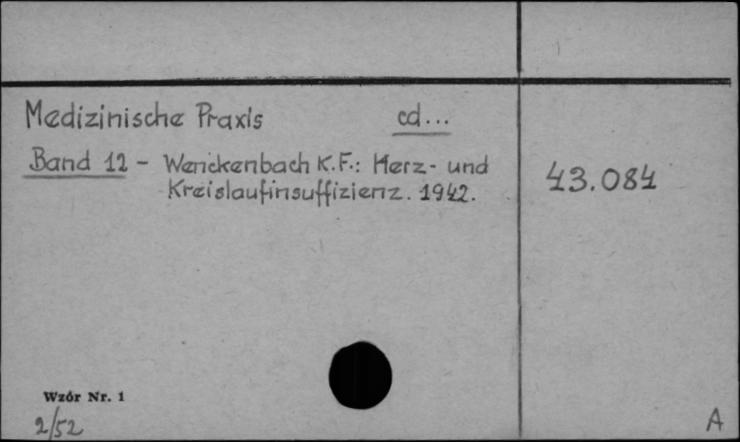 Medizinische Praxis cd...
Band 12 - Wenckenbach K.F.: Herz- und 43.084
Kreislaufinsuffizienz. 1942.
Wzór Nr. 1
2/52
A